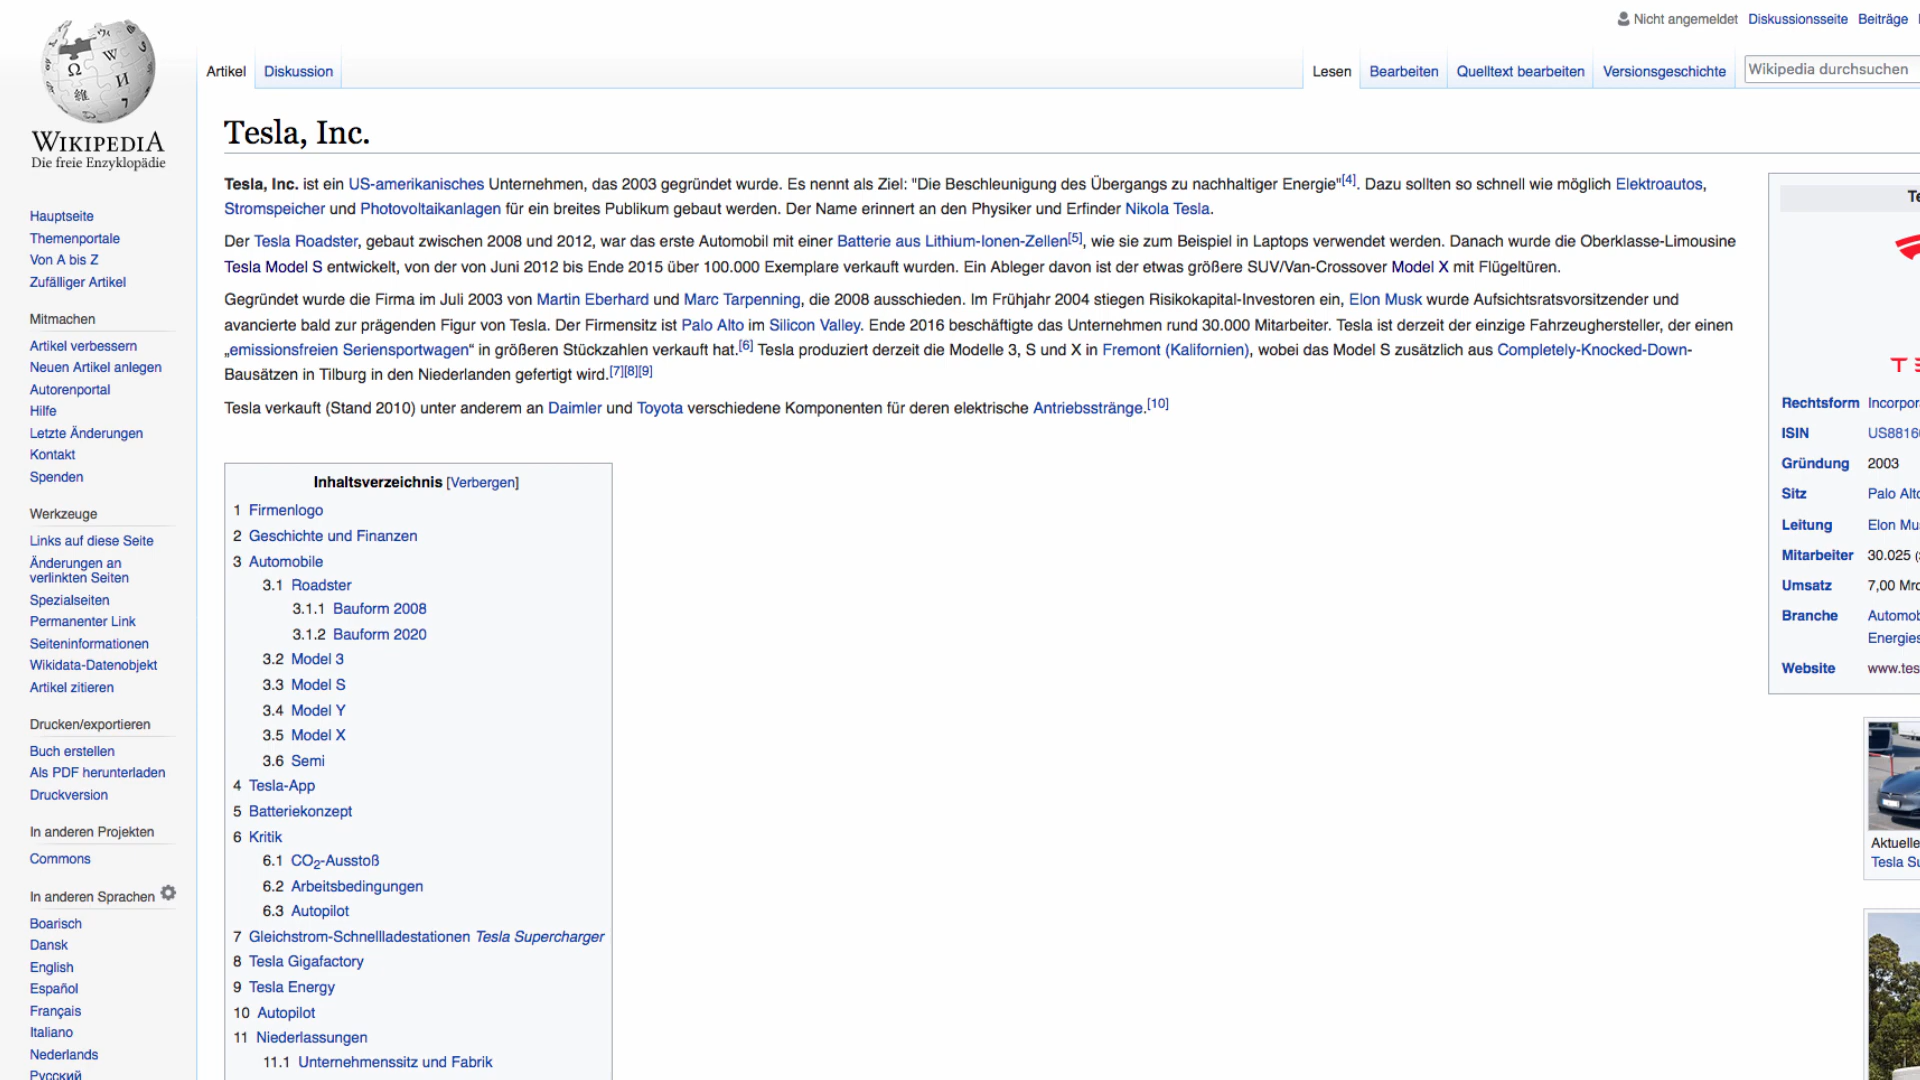 Nicht angemeldet Diskussionsseite Beiträge
Artikel Diskussion Lesen Bearbeiten Quelltext bearbeiten Versionsgeschichte Wikipedia durchsuchen
WIKIPEDIA
Die freie Enzyklopädie
Hauptseite
Themenportale
Von A bis Z
Zufälliger Artikel
Mitmachen
Artikel verbessern
Neuen Artikel anlegen
Autorenportal
Hilfe
Letzte Änderungen
Kontakt
Spenden
Werkzeuge
Links auf diese Seite
Änderungen an
verlinkten Seiten
Spezialseiten
Permanenter Link
Seiteninformationen
Wikidata-Datenobjekt
Artikel zitieren
Drucken/exportieren
Buch erstellen
Als PDF herunterladen
Druckversion
In anderen Projekten
Commons
In anderen Sprachen
Boarisch
Dansk
English
Español
Français
Italiano
Nederlands
Русский
Tesla, Inc.
Tesla, Inc. ist ein US-amerikanisches Unternehmen, das 2003 gegründet wurde. Es nennt als Ziel: "Die Beschleunigung des Übergangs zu nachhaltiger Energie"[4]. Dazu sollten so schnell wie möglich Elektroautos,
Stromspeicher und Photovoltaikanlagen für ein breites Publikum gebaut werden. Der Name erinnert an den Physiker und Erfinder Nikola Tesla.
Der Tesla Roadster, gebaut zwischen 2008 und 2012, war das erste Automobil mit einer Batterie aus Lithium-Ionen-Zellen[5], wie sie zum Beispiel in Laptops verwendet werden. Danach wurde die Oberklasse-Limousine
Tesla Model S entwickelt, von der von Juni 2012 bis Ende 2015 über 100.000 Exemplare verkauft wurden. Ein Ableger davon ist der etwas größere SUV/Van-Crossover Model X mit Flügeltüren.
Gegründet wurde die Firma im Juli 2003 von Martin Eberhard und Marc Tarpenning, die 2008 ausschieden. Im Frühjahr 2004 stiegen Risikokapital-Investoren ein, Elon Musk wurde Aufsichtsratsvorsitzender und
avancierte bald zur prägenden Figur von Tesla. Der Firmensitz ist Palo Alto im Silicon Valley. Ende 2016 beschäftigte das Unternehmen rund 30.000 Mitarbeiter. Tesla ist derzeit der einzige Fahrzeughersteller, der einen
„emissionsfreien Seriensportwagen“ in größeren Stückzahlen verkauft hat.[6] Tesla produziert derzeit die Modelle 3, S und X in Fremont (Kalifornien), wobei das Model S zusätzlich aus Completely-Knocked-Down-
Bausätzen in Tilburg in den Niederlanden gefertigt wird.[7][8][9]
Tesla verkauft (Stand 2010) unter anderem an Daimler und Toyota verschiedene Komponenten für deren elektrische Antriebsstränge.[10]
Inhaltsverzeichnis [Verbergen]
1 Firmenlogo
2 Geschichte und Finanzen
3 Automobile
3.1 Roadster
3.1.1 Bauform 2008
3.1.2 Bauform 2020
3.2 Model 3
3.3 Model S
3.4 Model Y
3.5 Model X
3.6 Semi
4 Tesla-App
5 Batteriekonzept
6 Kritik
6.1 CO2-Ausstoß
6.2 Arbeitsbedingungen
6.3 Autopilot
7 Gleichstrom-Schnellladestationen Tesla Supercharger
8 Tesla Gigafactory
9 Tesla Energy
10 Autopilot
11 Niederlassungen
11.1 Unternehmenssitz und Fabrik
Rechtsform
ISIN
Gründung 2003
Sitz Palo
Leitung Elon
Mitarbeiter 30.025
Umsatz 7,00
Branche
Website
Tesla